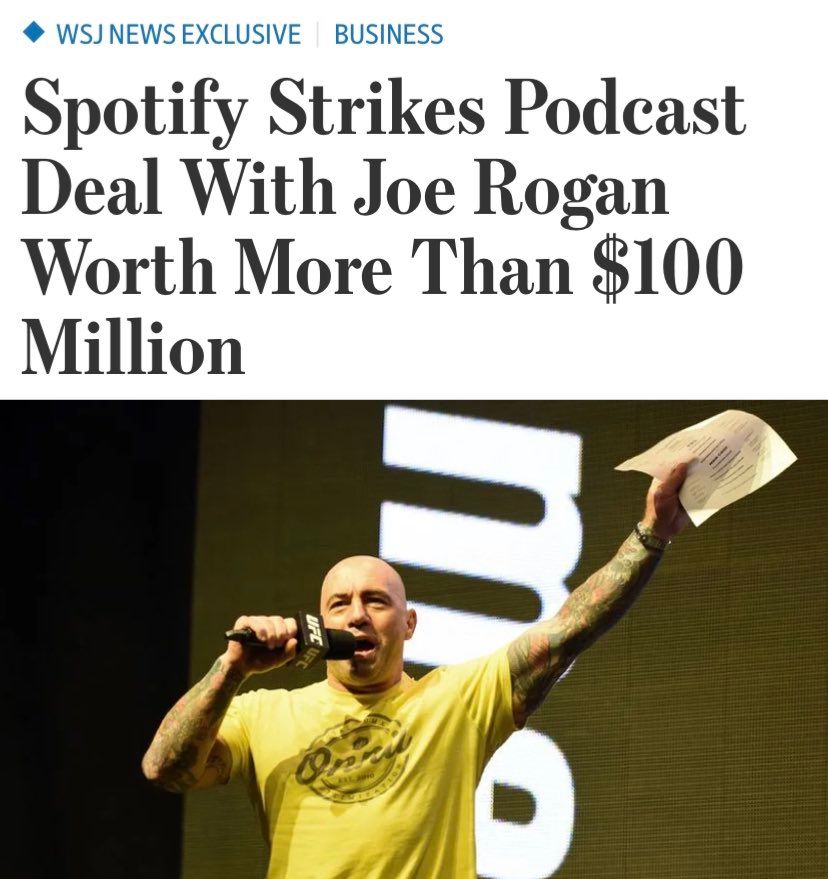 WSJ NEWS EXCLUSIVE | BUSINESS
Spotify Strikes Podcast
Deal With Joe Rogan
Worth More Than $100
Million
UFC
UFC
Onnit
EST. 2010